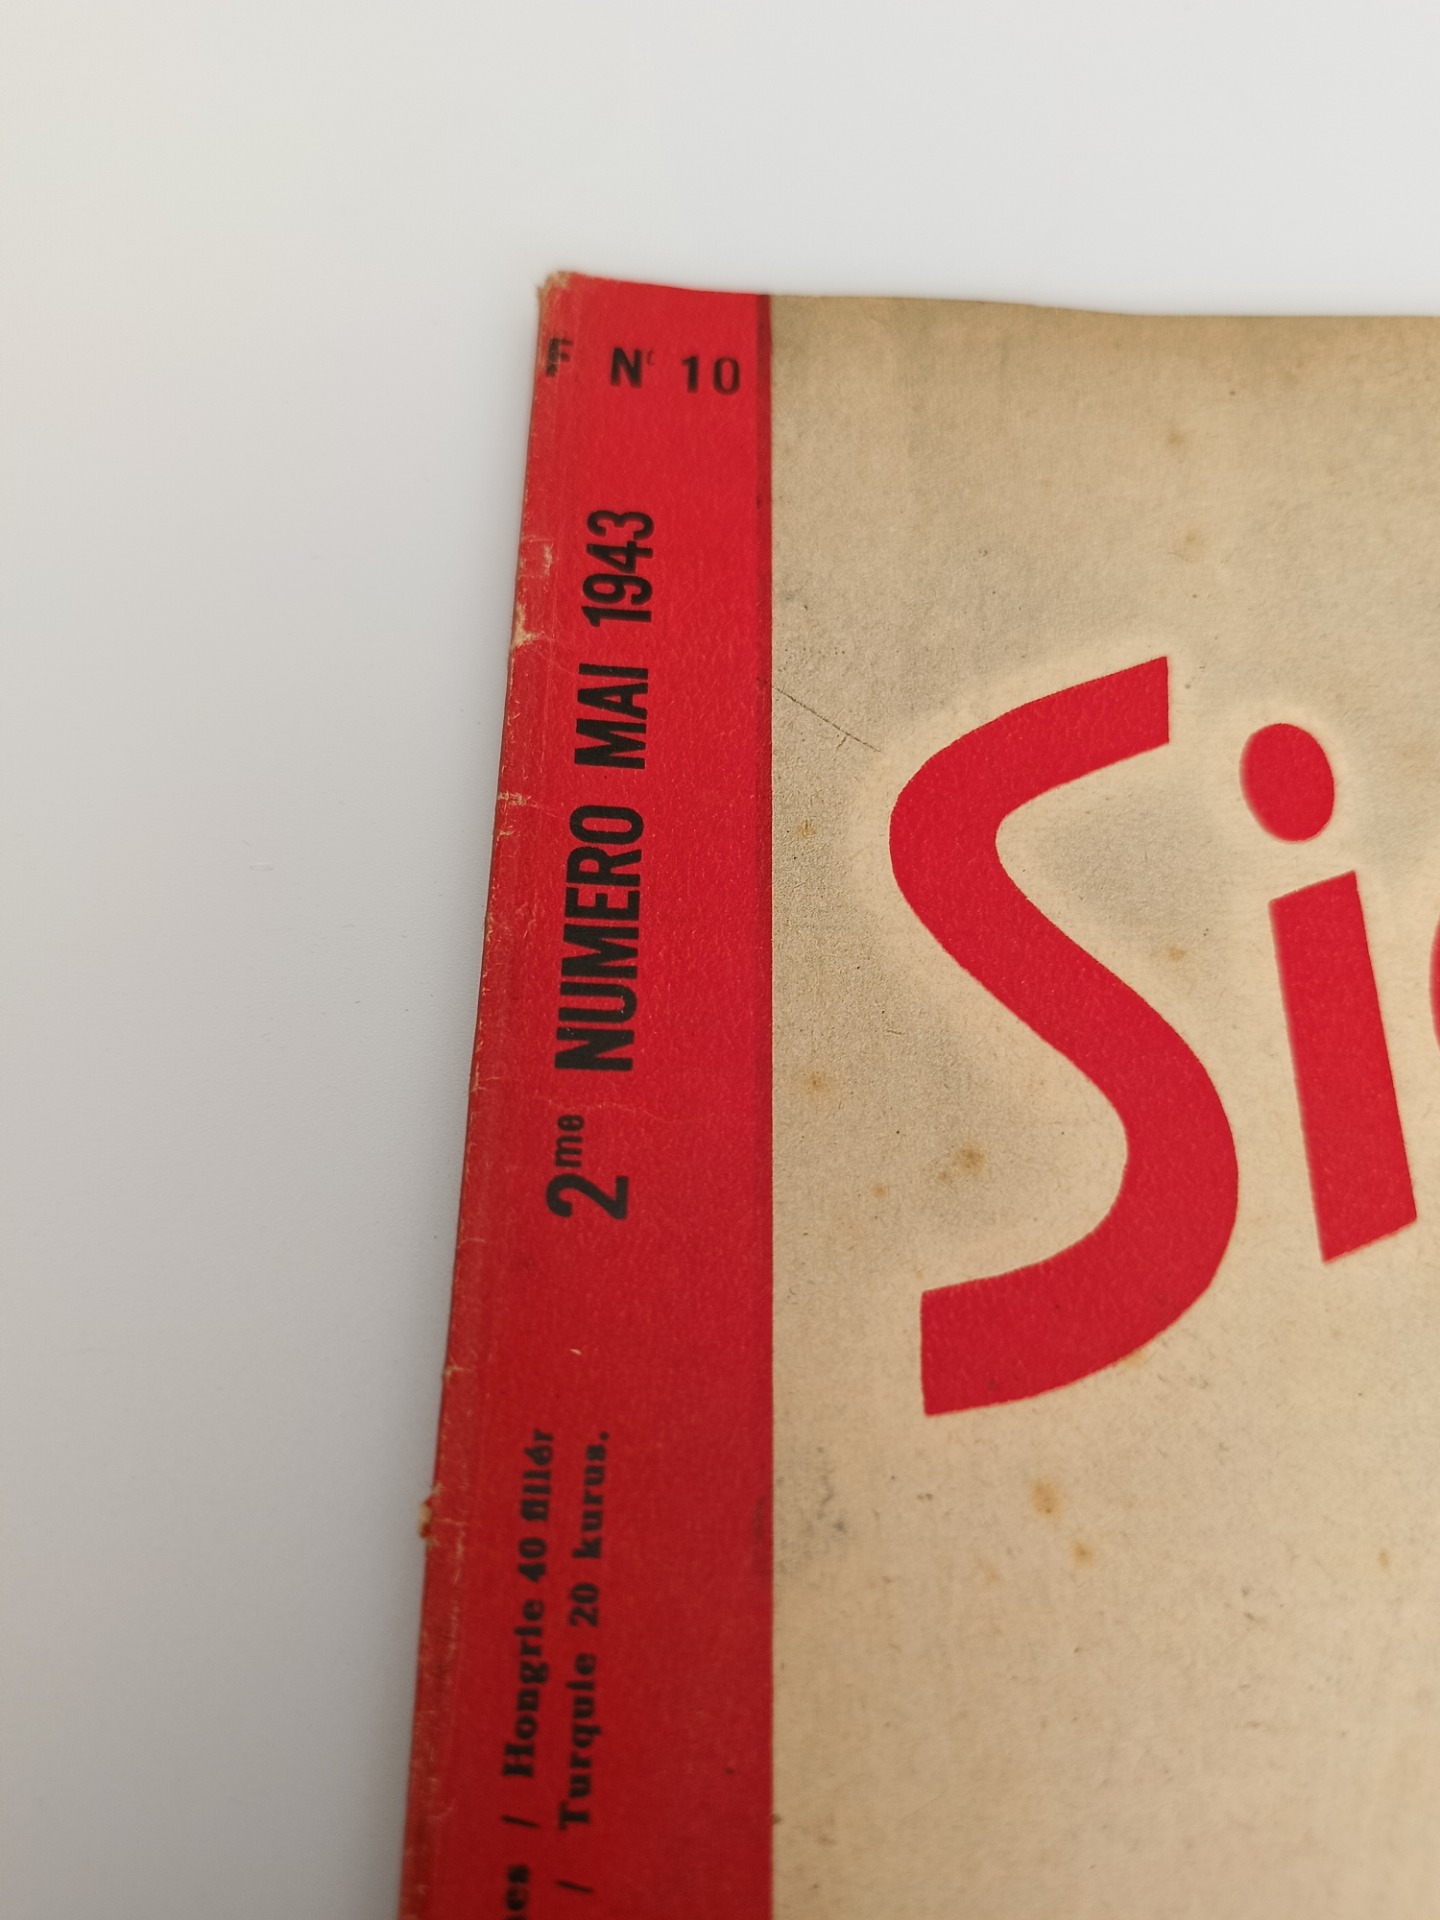 F N° 10
2me NUMERO MAI 1943
Si
/ Hongrie 40 fillér
/ Turquie 20 kurus.